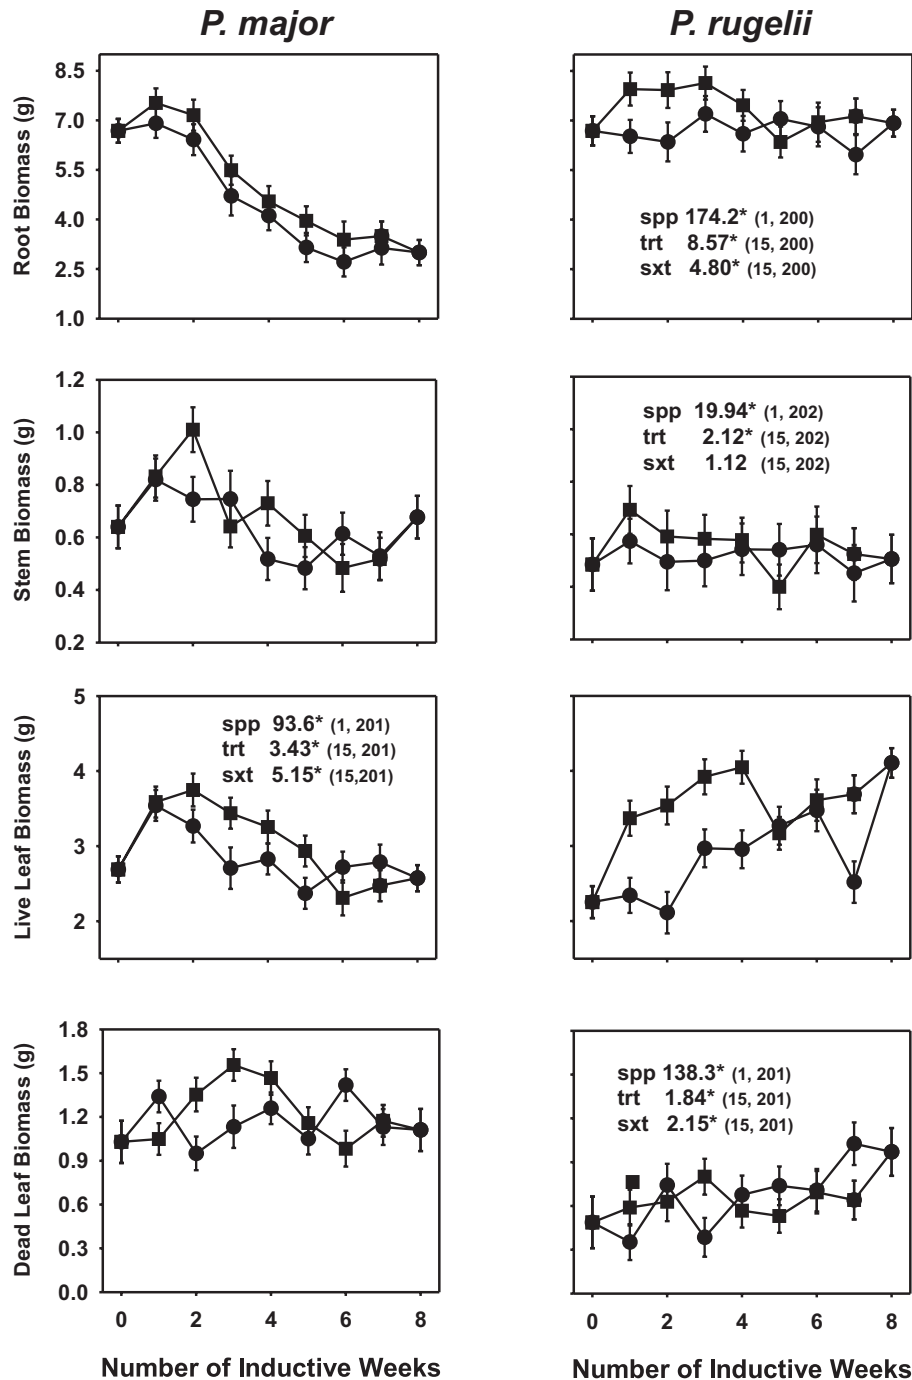 P. major
P. rugelii
Root Biomass (g)
8.5
7.0
5.5
4.0
2.5
1.0
spp 174.2* (1, 200)
trt 8.57* (15, 200)
sxt 4.80* (15, 200)
Stem Biomass (g)
1.2
1.0
0.8
0.6
0.4
0.2
spp 19.94* (1, 202)
trt 2.12* (15, 202)
sxt 1.12 (15, 202)
Live Leaf Biomass (g)
5
4
3
2
spp 93.6* (1, 201)
trt 3.43* (15, 201)
sxt 5.15* (15,201)
Dead Leaf Biomass (g)
1.8
1.5
1.2
0.9
0.6
0.3
0.0
spp 138.3* (1, 201)
trt 1.84* (15, 201)
sxt 2.15* (15, 201)
0 2 4 6 8
0 2 4 6 8
Number of Inductive Weeks
Number of Inductive Weeks